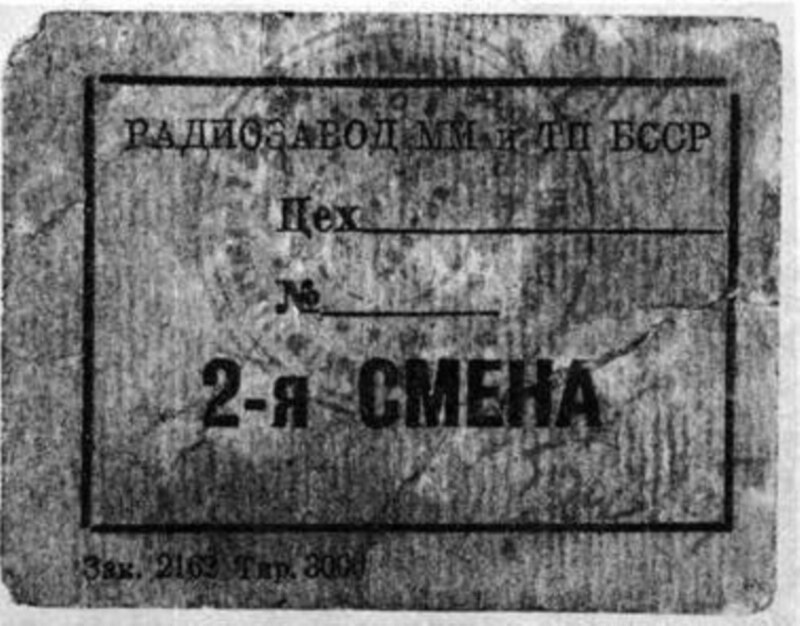 РАДИОЗАВОД ММ и ТП БССР
Цех
№
2-я СМЕНА
Зак. 2162 Тир. 3000